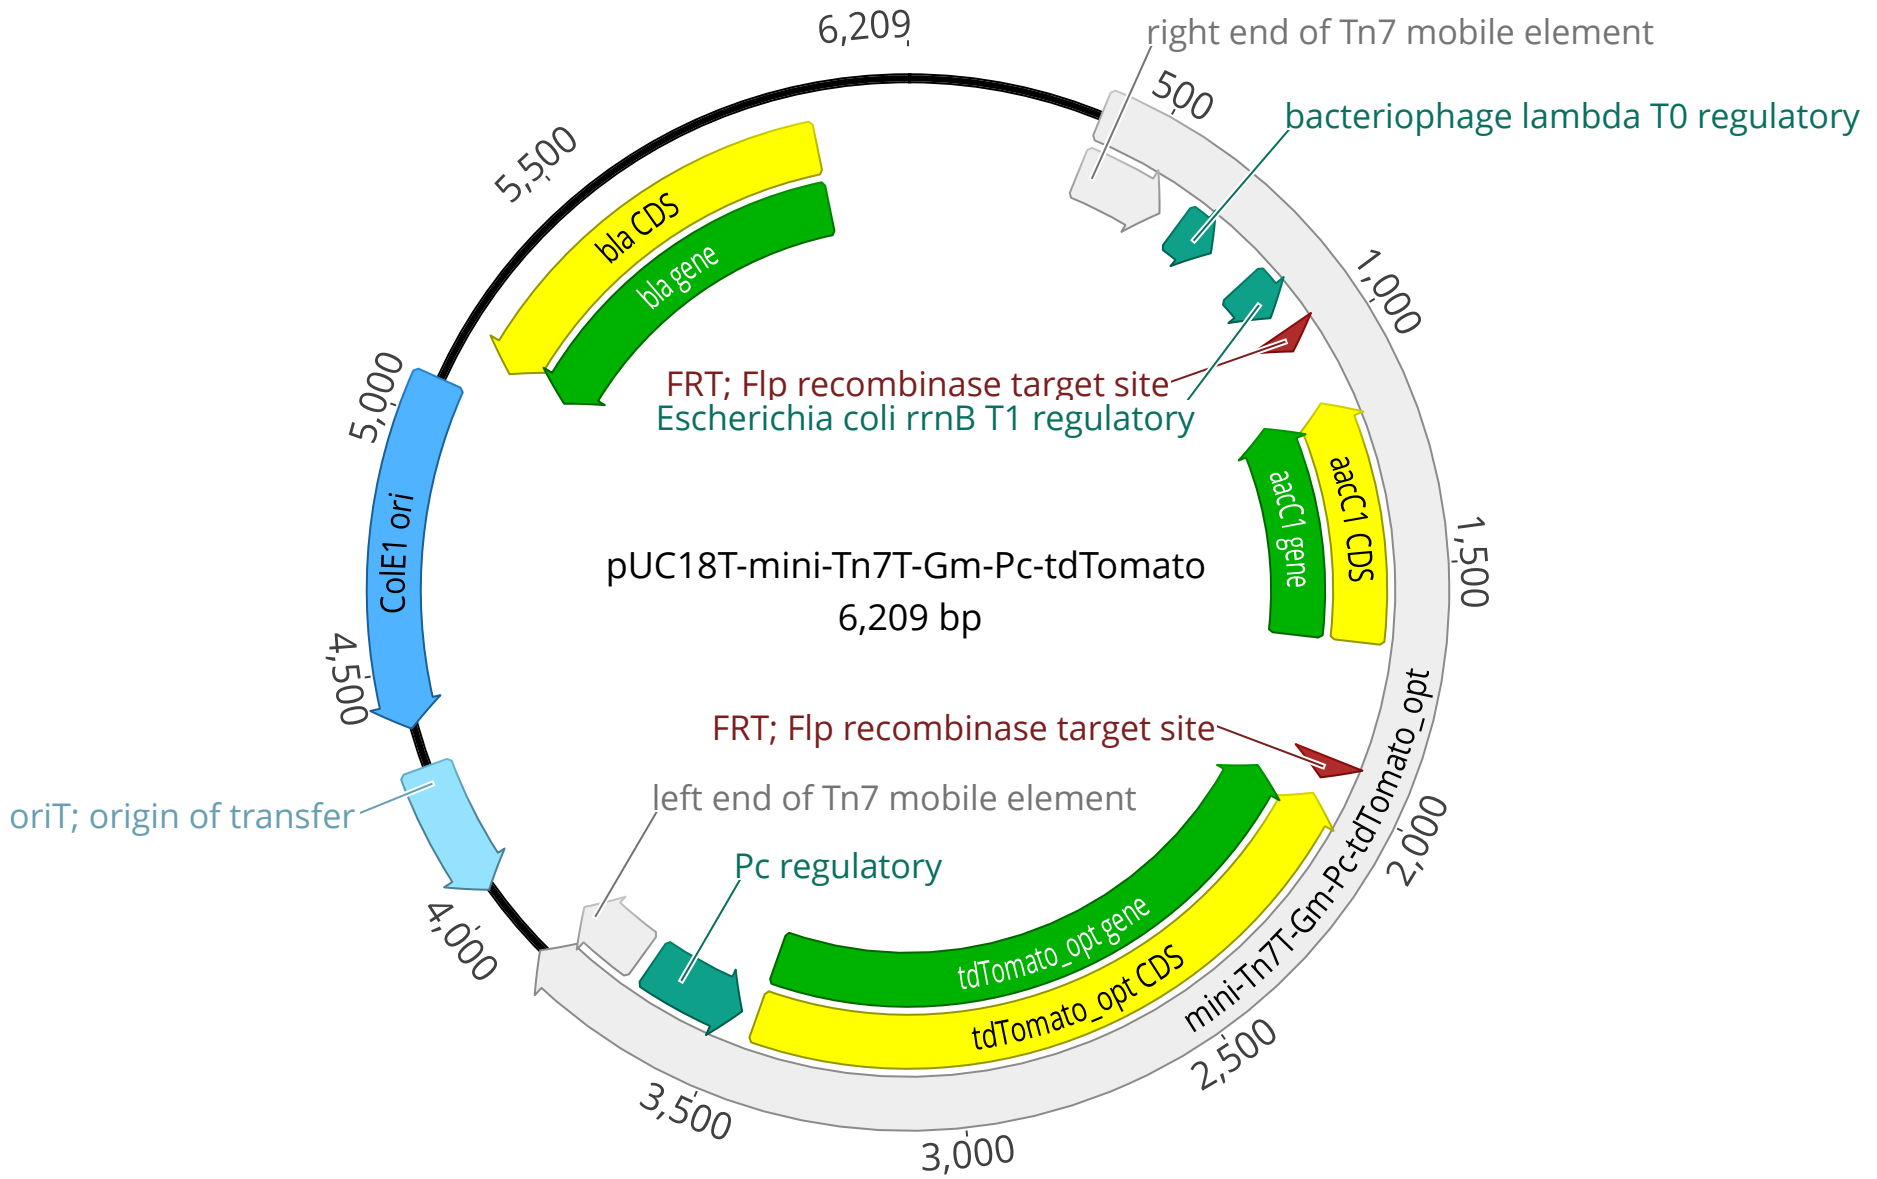 6,209
right end of Tn7 mobile element
500
bacteriophage lambda T0 regulatory
5,500
bla CDS
bla gene
1,000
FRT; Flp recombinase target site
Escherichia coli rrnB T1 regulatory
5,000
aacC1 CDS
aacC1 gene
ColE1 ori
1,500
pUC18T-mini-Tn7T-Gm-Pc-tdTomato
6,209 bp
4,500
mini-Tn7T-Gm-Pc-tdTomato_opt
FRT; Flp recombinase target site
left end of Tn7 mobile element
oriT; origin of transfer
2,000
Pc regulatory
4,000
tdTomato_opt gene
tdTomato_opt CDS
2,500
3,500
3,000